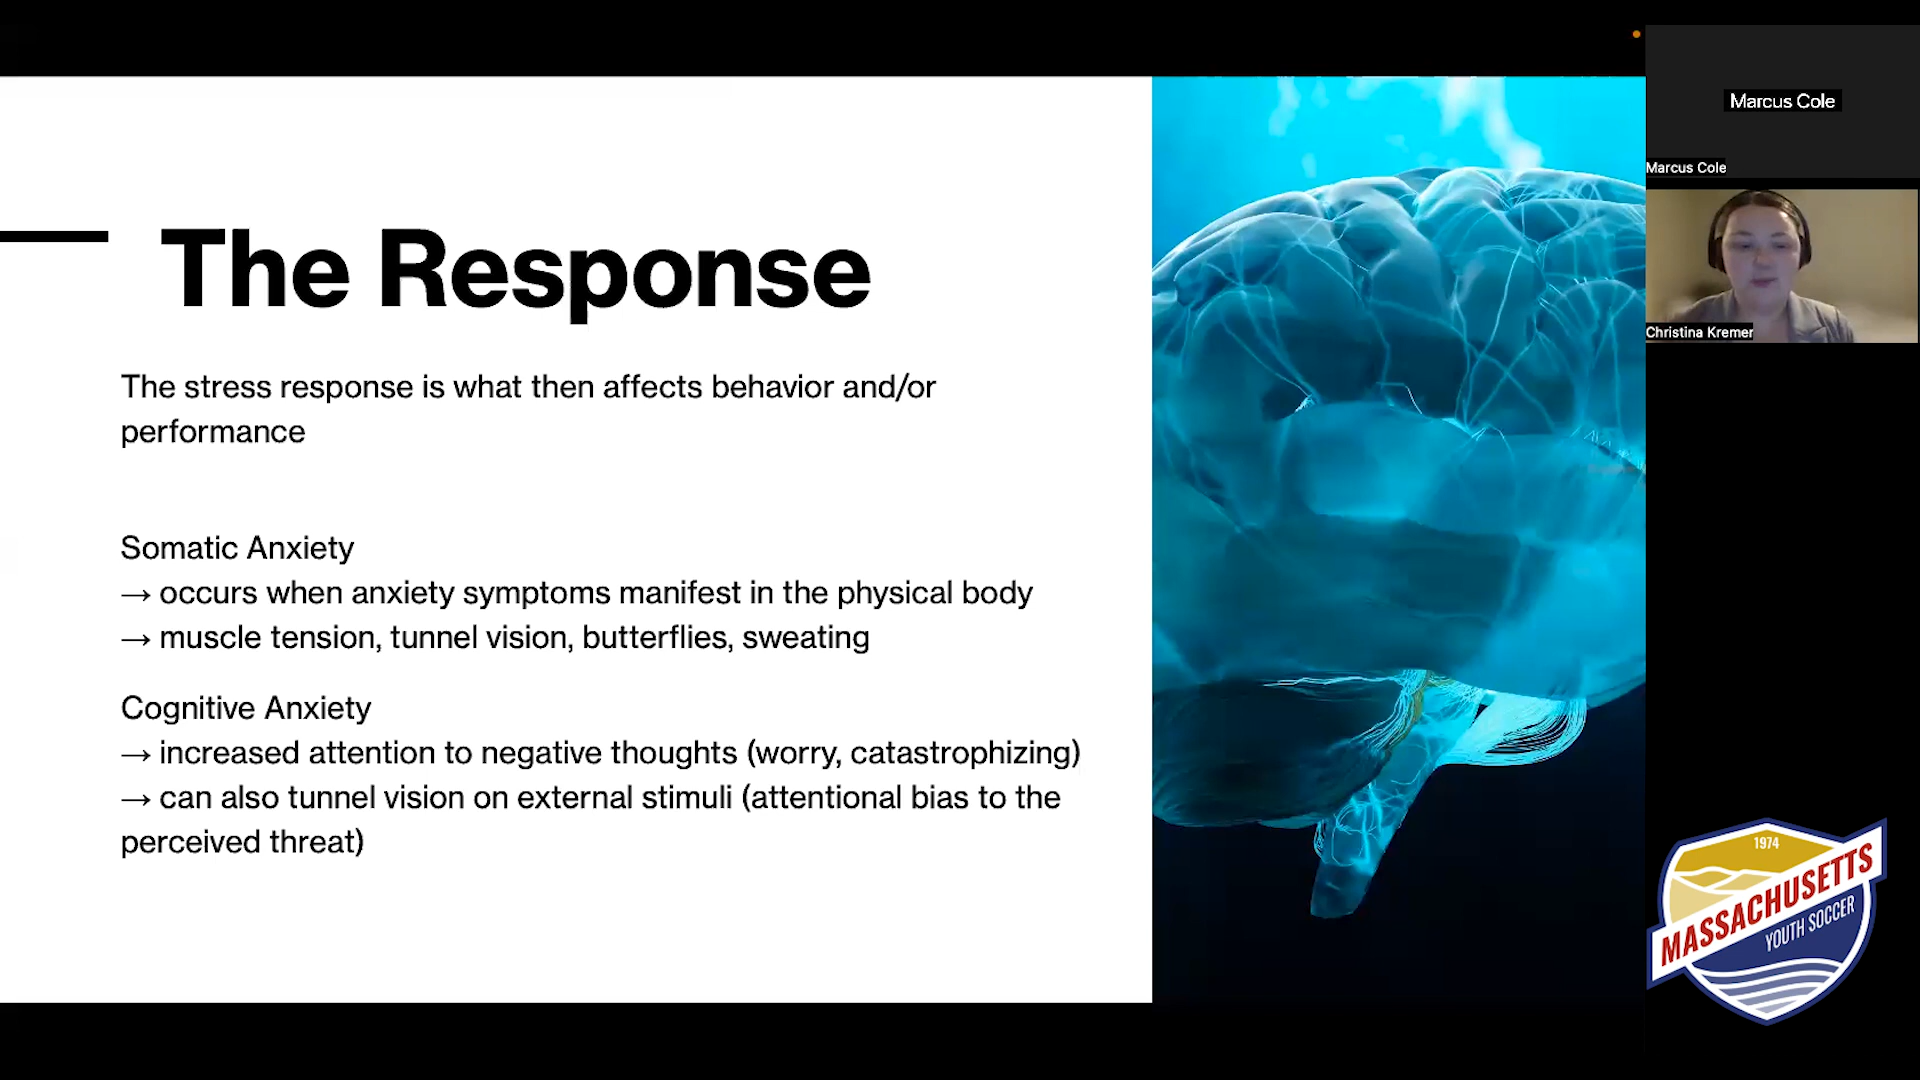 The Response
The stress response is what then affects behavior and/or
performance
Somatic Anxiety
→ occurs when anxiety symptoms manifest in the physical body
→ muscle tension, tunnel vision, butterflies, sweating
Cognitive Anxiety
→ increased attention to negative thoughts (worry, catastrophizing)
→ can also tunnel vision on external stimuli (attentional bias to the
perceived threat)
Marcus Cole
Marcus Cole
Christina Kremer
1974
MASSACHUSETTS
YOUTH SOCCER